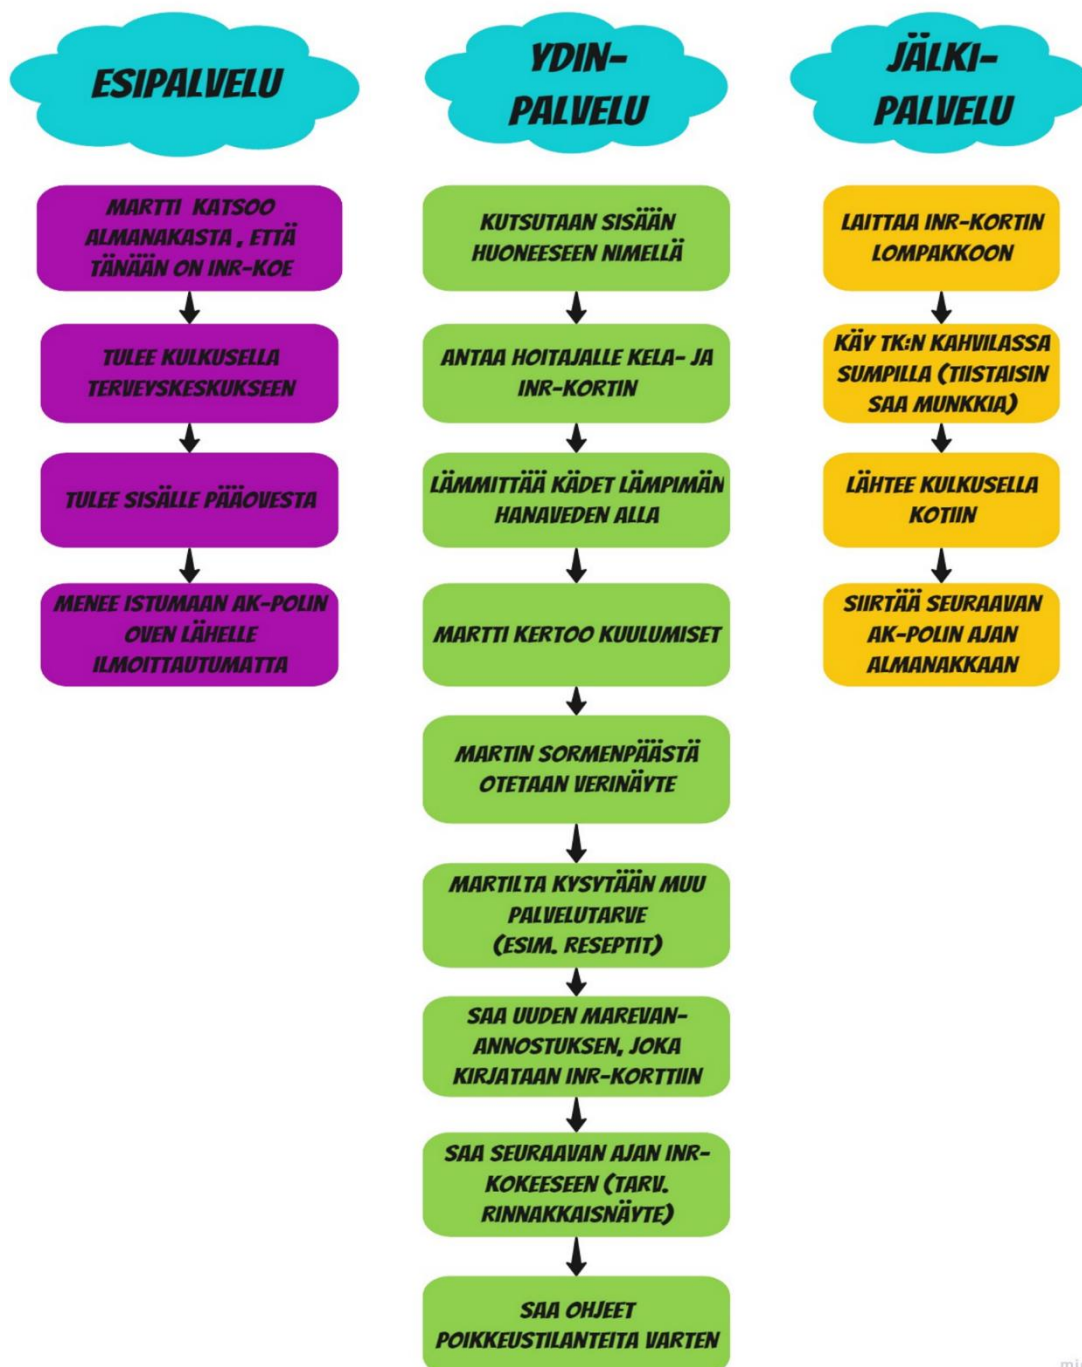 ESIPALVELU
MARTTI KATSOO
ALMANAKASTA , ETTÄ
TÄNÄÄN ON INR-KOE
TULEE KULKUSELLA
TERVEYSKESKUKSEEN
TULEE SISÄLLE PÄÄOVESTA
MENEE ISTUMAAN AK-POLIN
OVEN LÄHELLE
ILMOITTAUTUMATTA
YDIN-
PALVELU
KUTSUTAAN SISÄÄN
HUONEESEEN NIMELLÄ
ANTAA HOITAJALLE KELA- JA
INR-KORTIN
LÄMMITTÄÄ KÄDET LÄMPIMÄN
HANAVEDEN ALLA
MARTTI KERTOO KUULUMISET
MARTIN SORMENPÄÄSTÄ
OTETAAN VERINÄYTE
MARTILTA KYSYTÄÄN MUU
PALVELUTARVE
(ESIM. RESEPTIT)
SAA UUDEN MAREVAN-
ANNOSTUKSEN, JOKA
KIRJATAAN INR-KORTTIIN
SAA SEURAAVAN AJAN INR-
KOKEESEEN (TARV.
RINNAKKAISNÄYTE)
SAA OHJEET
POIKKEUSTILANTEITA VARTEN
JÄLKI-
PALVELU
LAITTAA INR-KORTIN
LOMPAKKOON
KÄY TK:N KAHVILASSA
SUMPILLA (TIISTAISIN
SAA MUNKKIA)
LÄHTEE KULKUSELLA
KOTIIN
SIIRTÄÄ SEURAAVAN
AK-POLIN AJAN
ALMANAKKAAN